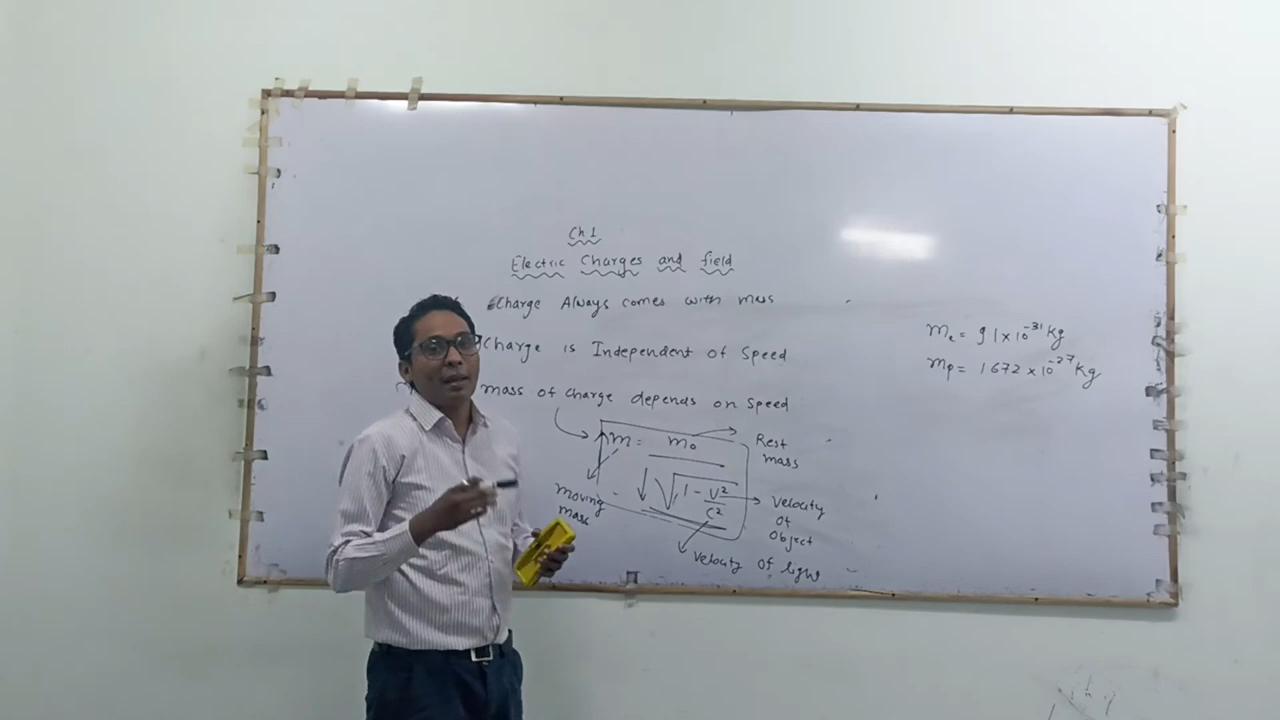 Ch 1
Electric Charges and field
Charge Always comes with mass
Charge is Independent of Speed
mass of charge depends on Speed
m = m₀ / √(1 - v²/c²)
Rest mass
moving mass
Velocity of object
Velocity of light
mₑ = 9 1 x 10⁻³¹ Kg
mₚ = 1 672 x 10⁻²⁷ Kg